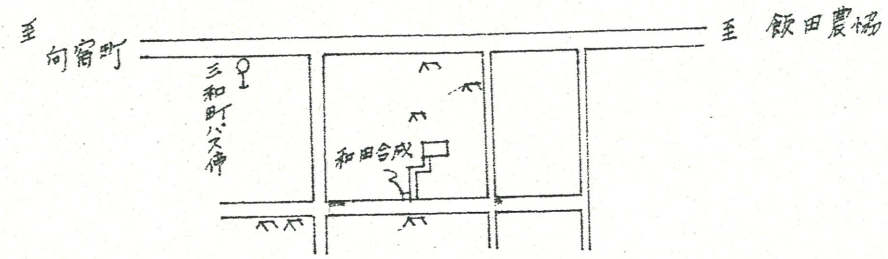 至
向宿町
至 飯田農協
三和町バス停
和田合成